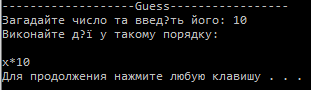 -------------------Guess-----------------
Загадайте число та введ?ть його: 10
Виконайте д?ї у такому порядку:
x*10
Для продолжения нажмите любую клавишу . . .